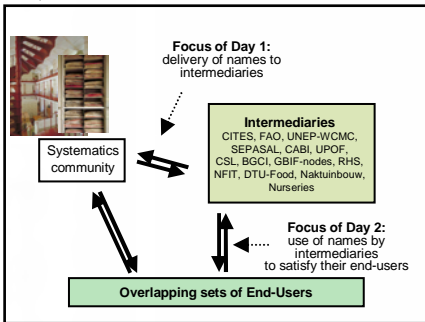 Focus of Day 1:
delivery of names to
intermediaries
Systematics
community
Intermediaries
CITES, FAO, UNEP-WCMC,
SEPASAL, CABI, UPOF,
CSL, BGCI, GBIF-nodes, RHS,
NFIT, DTU-Food, Naktuinbouw,
Nurseries
Focus of Day 2:
use of names by
intermediaries
to satisfy their end-users
Overlapping sets of End-Users